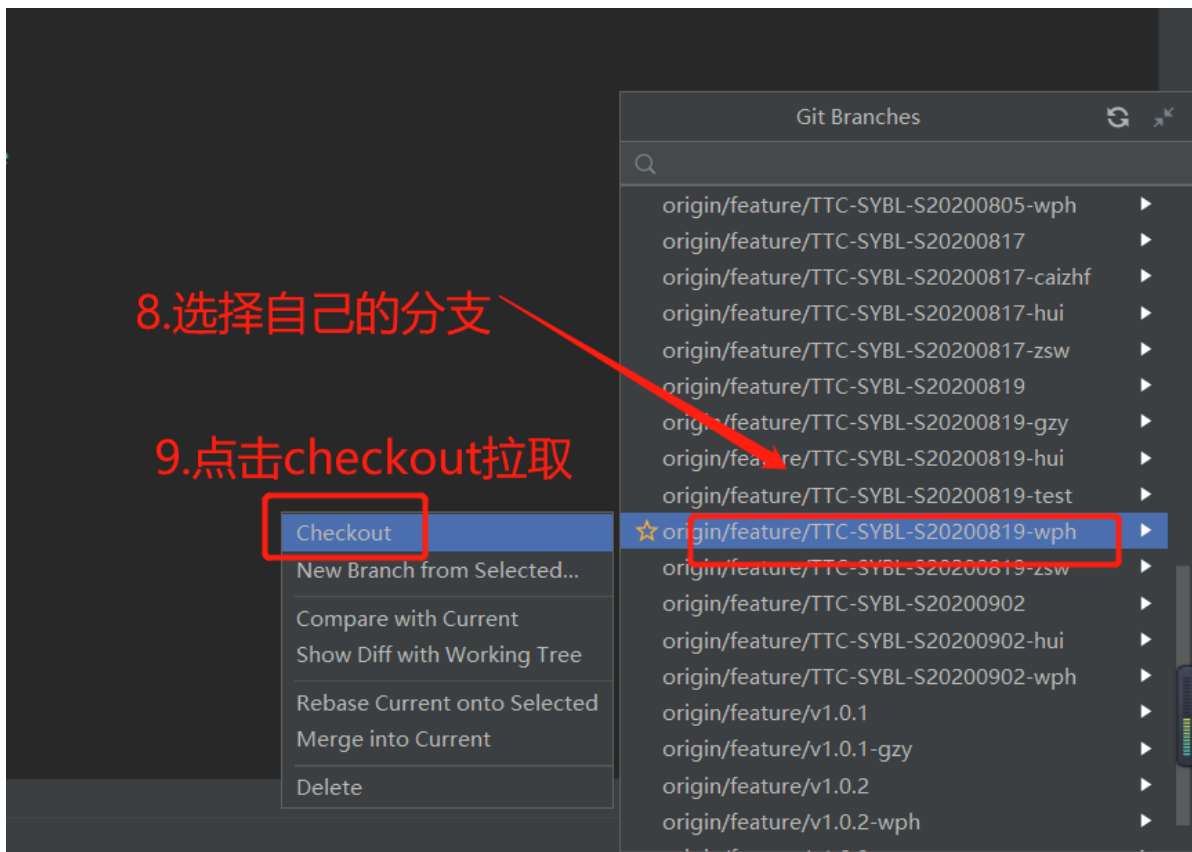 Git Branches
origin/feature/TTC-SYBL-S20200805-wph
origin/feature/TTC-SYBL-S20200817
origin/feature/TTC-SYBL-S20200817-caizhf
origin/feature/TTC-SYBL-S20200817-hui
origin/feature/TTC-SYBL-S20200817-zsw
origin/feature/TTC-SYBL-S20200819
origin/feature/TTC-SYBL-S20200819-gzy
origin/feature/TTC-SYBL-S20200819-hui
origin/feature/TTC-SYBL-S20200819-test
origin/feature/TTC-SYBL-S20200819-wph
origin/feature/TTC-SYBL-S20200819-zsw
origin/feature/TTC-SYBL-S20200902
origin/feature/TTC-SYBL-S20200902-hui
origin/feature/TTC-SYBL-S20200902-wph
origin/feature/v1.0.1
origin/feature/v1.0.1-gzy
origin/feature/v1.0.2
origin/feature/v1.0.2-wph
8.选择自己的分支
9.点击checkout拉取
Checkout
New Branch from Selected...
Compare with Current
Show Diff with Working Tree
Rebase Current onto Selected
Merge into Current
Delete